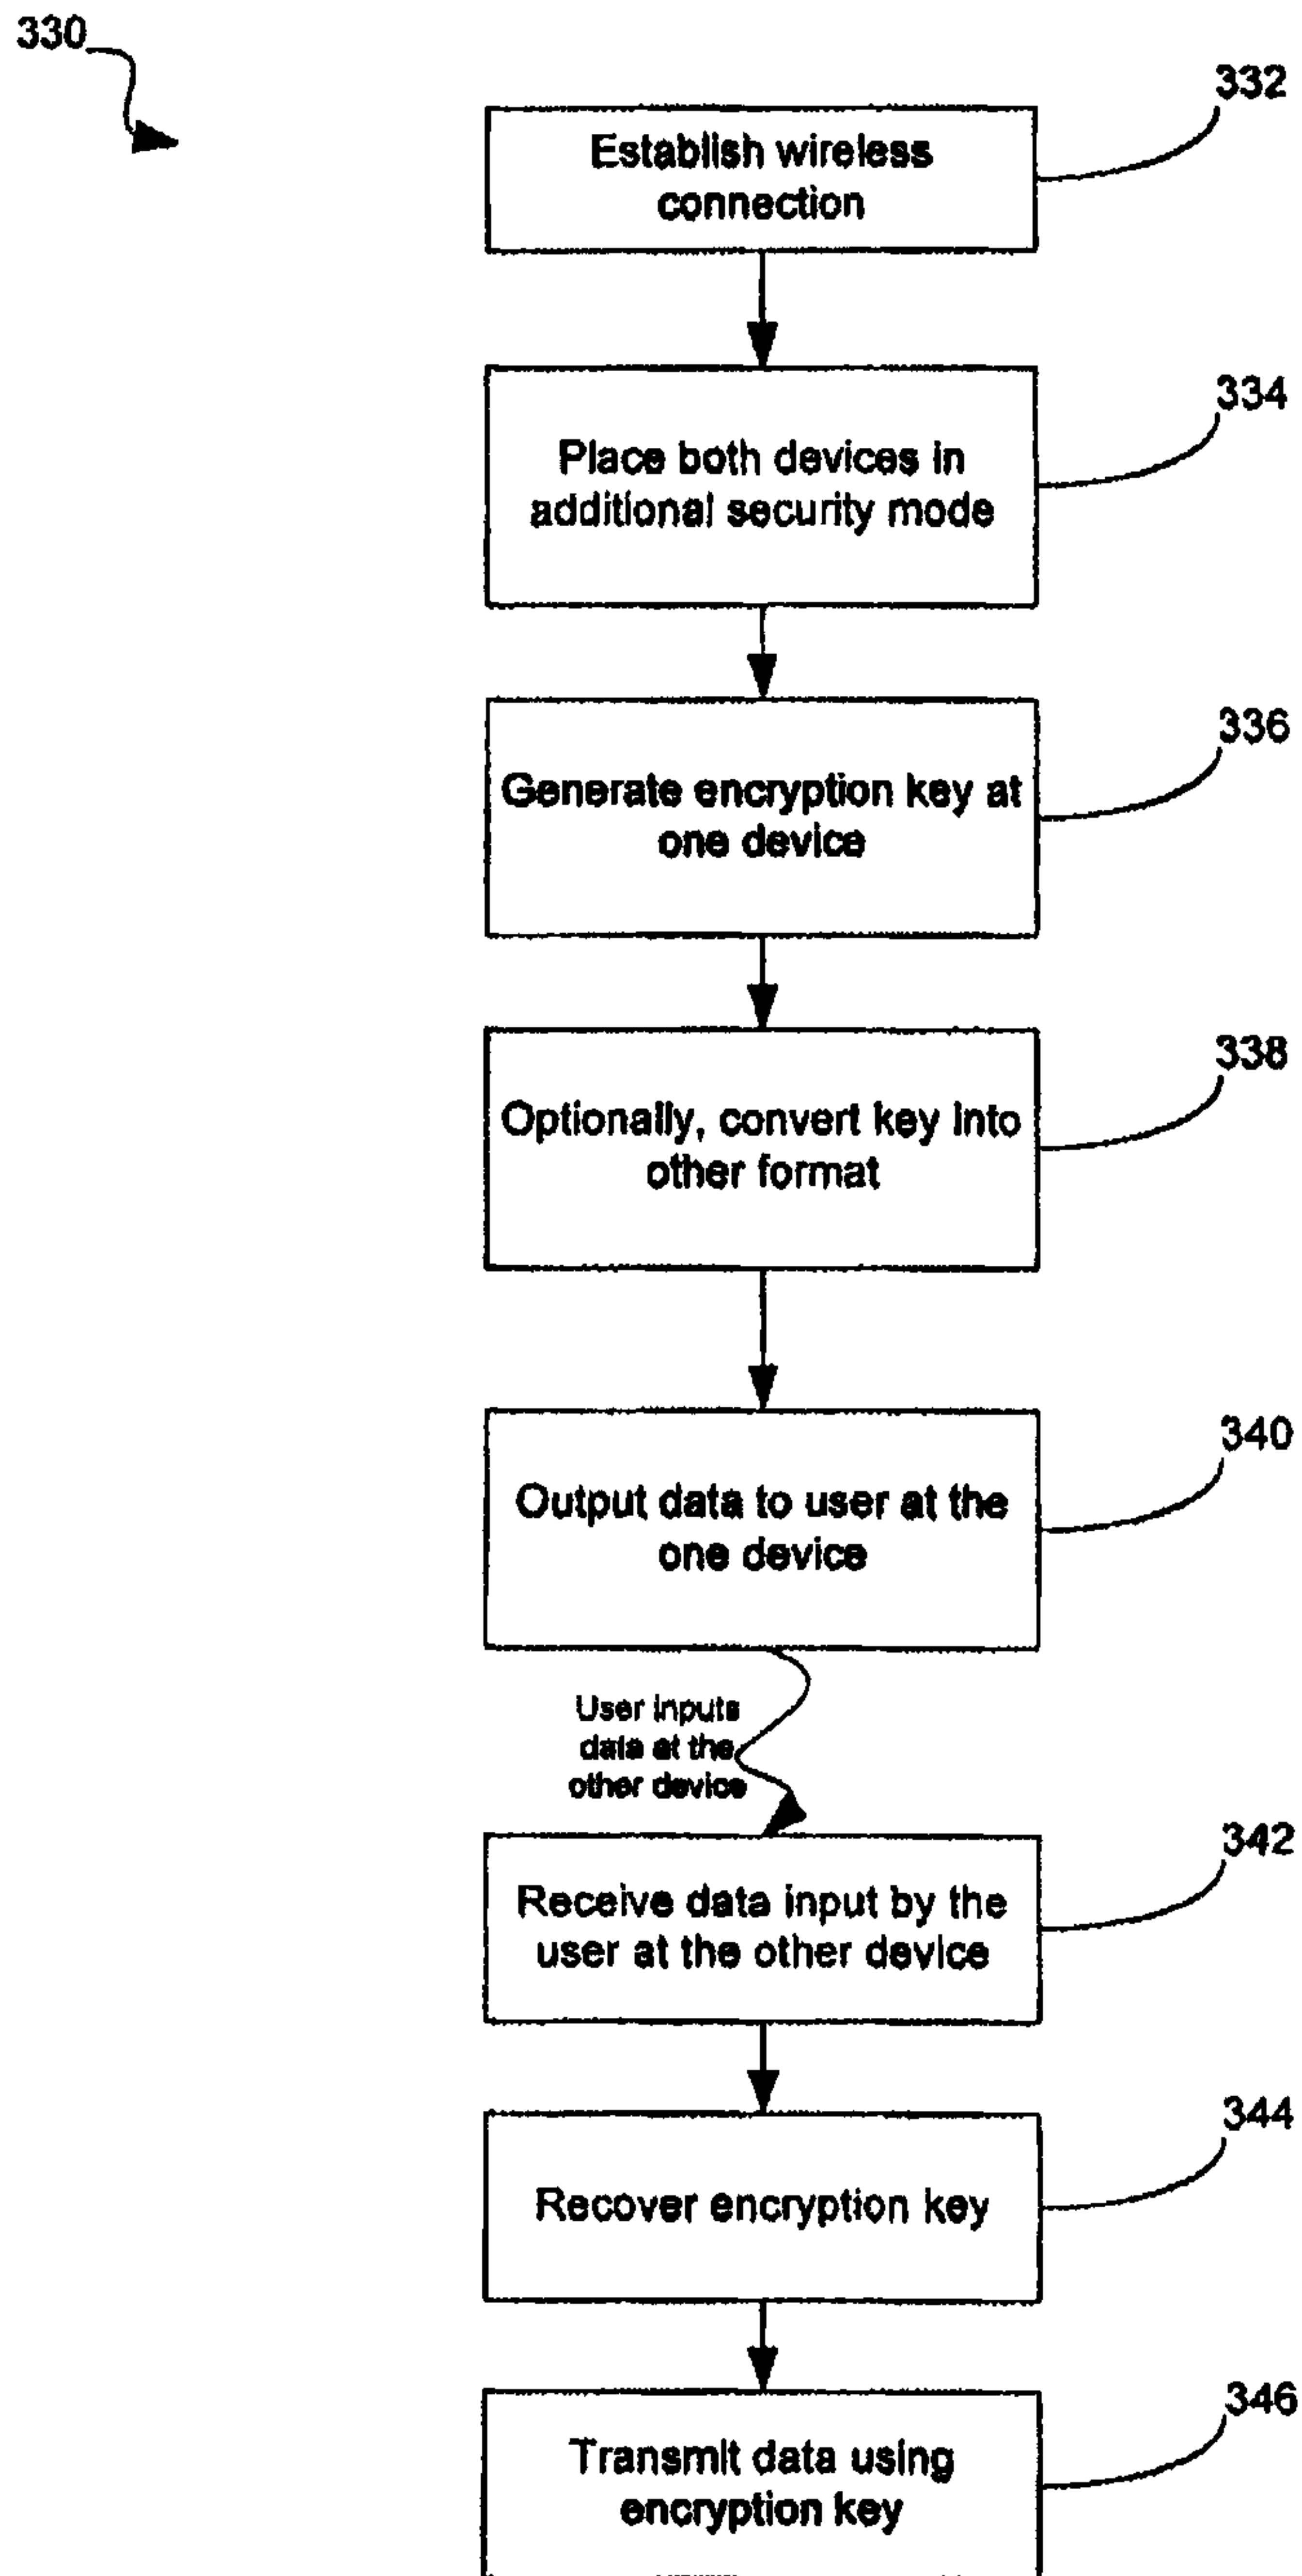 330
332
Establish wireless
connection
334
Place both devices in
additional security mode
336
Generate encryption key at
one device
338
Optionally, convert key into
other format
340
Output data to user at the
one device
User inputs
data at the
other device
342
Receive data input by the
user at the other device
344
Recover encryption key
346
Transmit data using
encryption key